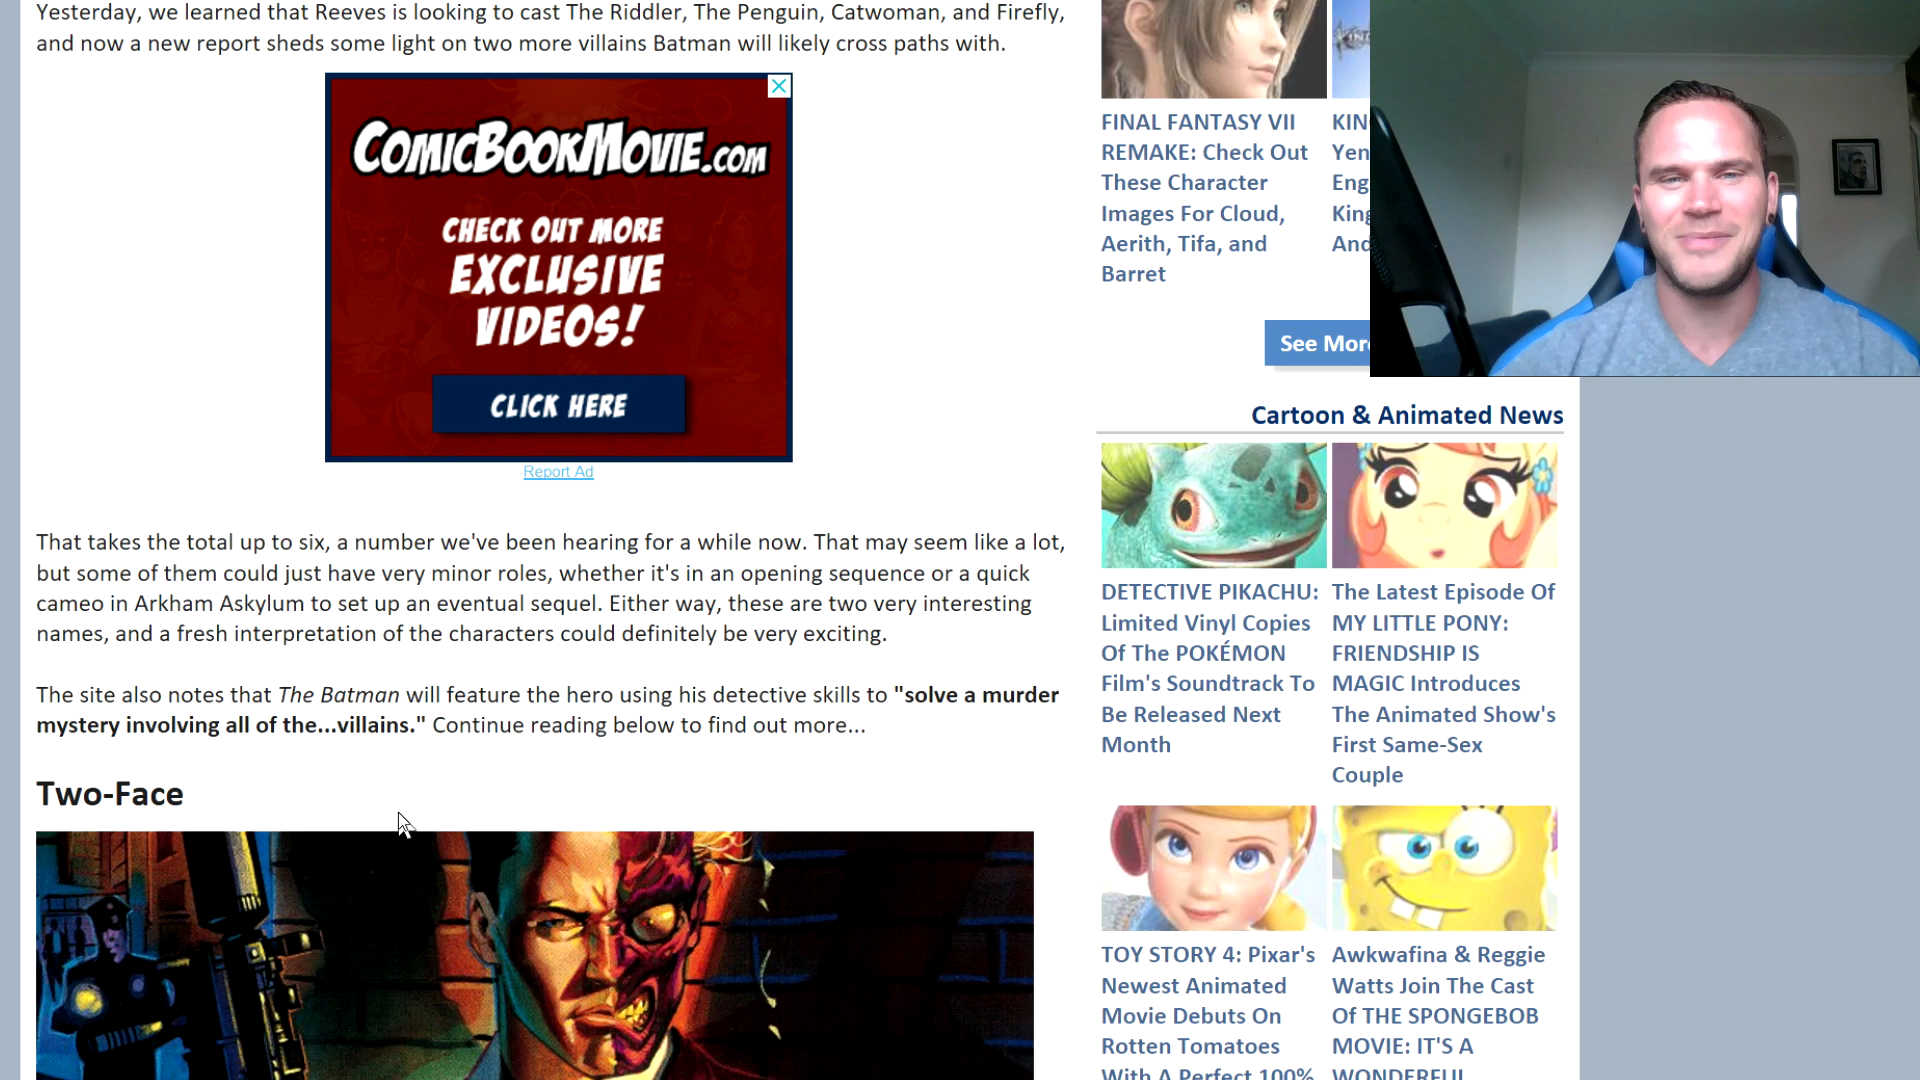 Yesterday, we learned that Reeves is looking to cast The Riddler, The Penguin, Catwoman, and Firefly,
and now a new report sheds some light on two more villains Batman will likely cross paths with.
COMICBOOKMOVIE.COM
CHECK OUT MORE
EXCLUSIVE
VIDEOS!
CLICK HERE
Report Ad
That takes the total up to six, a number we've been hearing for a while now. That may seem like a lot,
but some of them could just have very minor roles, whether it's in an opening sequence or a quick
cameo in Arkham Askylum to set up an eventual sequel. Either way, these are two very interesting
names, and a fresh interpretation of the characters could definitely be very exciting.
The site also notes that The Batman will feature the hero using his detective skills to "solve a murder
mystery involving all of the...villains." Continue reading below to find out more...
Two-Face
FINAL FANTASY VII
REMAKE: Check Out
These Character
Images For Cloud,
Aerith, Tifa, and
Barret
KIN
Yen
Eng
King
And
See More
Cartoon & Animated News
DETECTIVE PIKACHU:
Limited Vinyl Copies
Of The POKÉMON
Film's Soundtrack To
Be Released Next
Month
The Latest Episode Of
MY LITTLE PONY:
FRIENDSHIP IS
MAGIC Introduces
The Animated Show's
First Same-Sex
Couple
TOY STORY 4: Pixar's
Newest Animated
Movie Debuts On
Rotten Tomatoes
With A Perfect 100%
Awkwafina & Reggie
Watts Join The Cast
Of THE SPONGEBOB
MOVIE: IT'S A
WONDERFUL